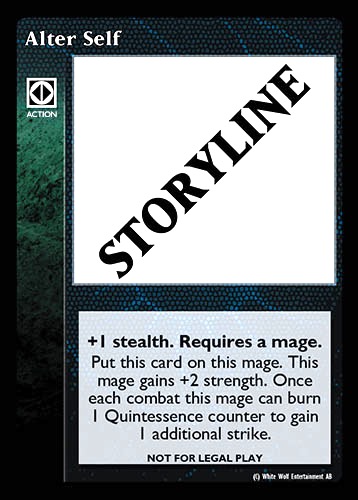 Alter Self
ACTION
STORYLINE
+1 stealth. Requires a mage.
Put this card on this mage. This
mage gains +2 strength. Once
each combat this mage can burn
1 Quintessence counter to gain
1 additional strike.
NOT FOR LEGAL PLAY
(C) White Wolf Entertainment AB